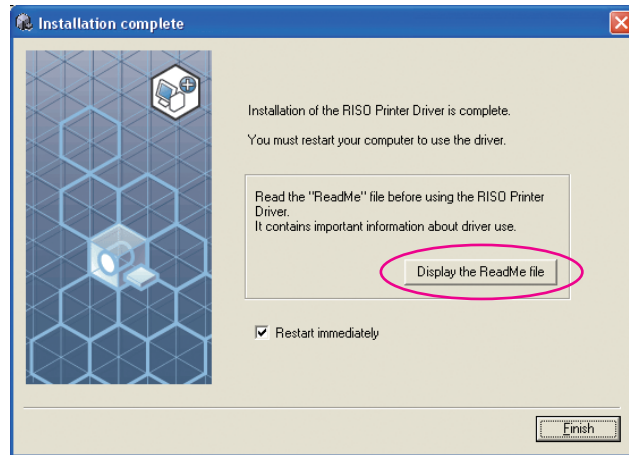 Installation complete
Installation of the RISO Printer Driver is complete.
You must restart your computer to use the driver.
Read the "ReadMe" file before using the RISO Printer
Driver.
It contains important information about driver use.
Display the ReadMe file
Restart immediately
Finish